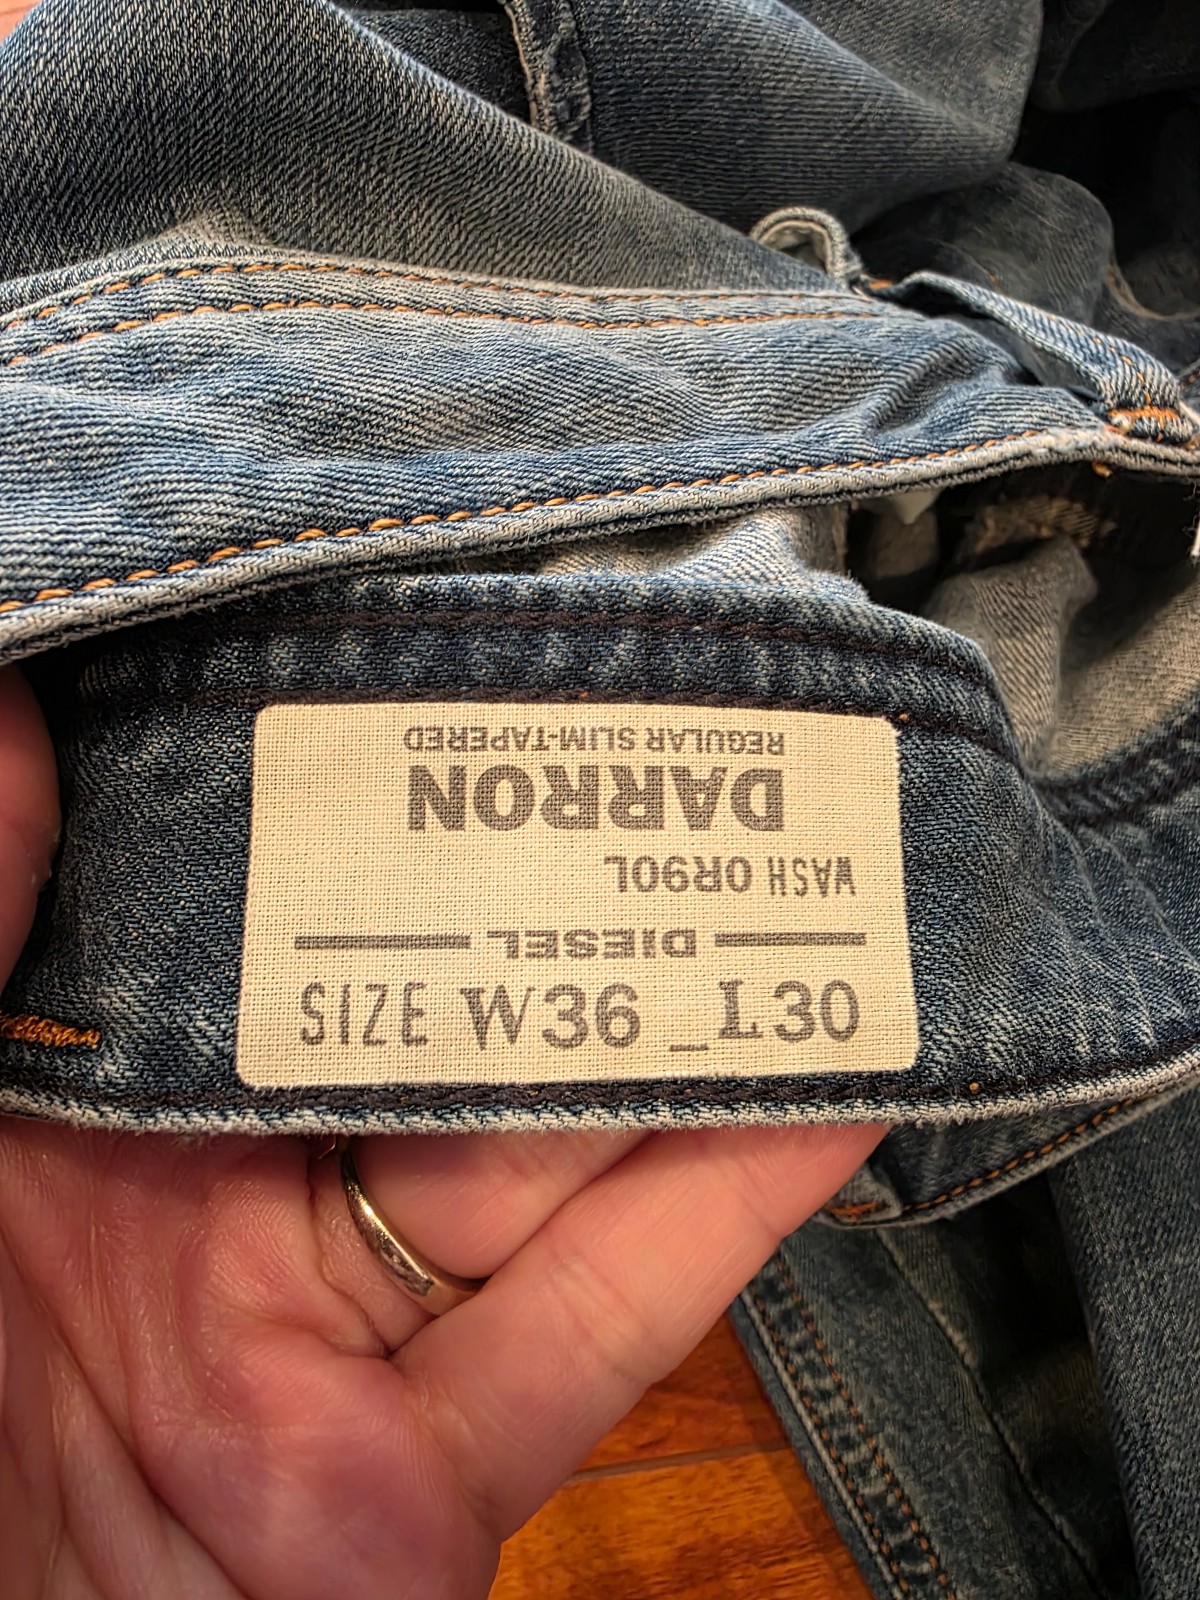 DIESEL
WASH 0R90L
DARRON
REGULAR SLIM-TAPERED
SIZE W36 _L30